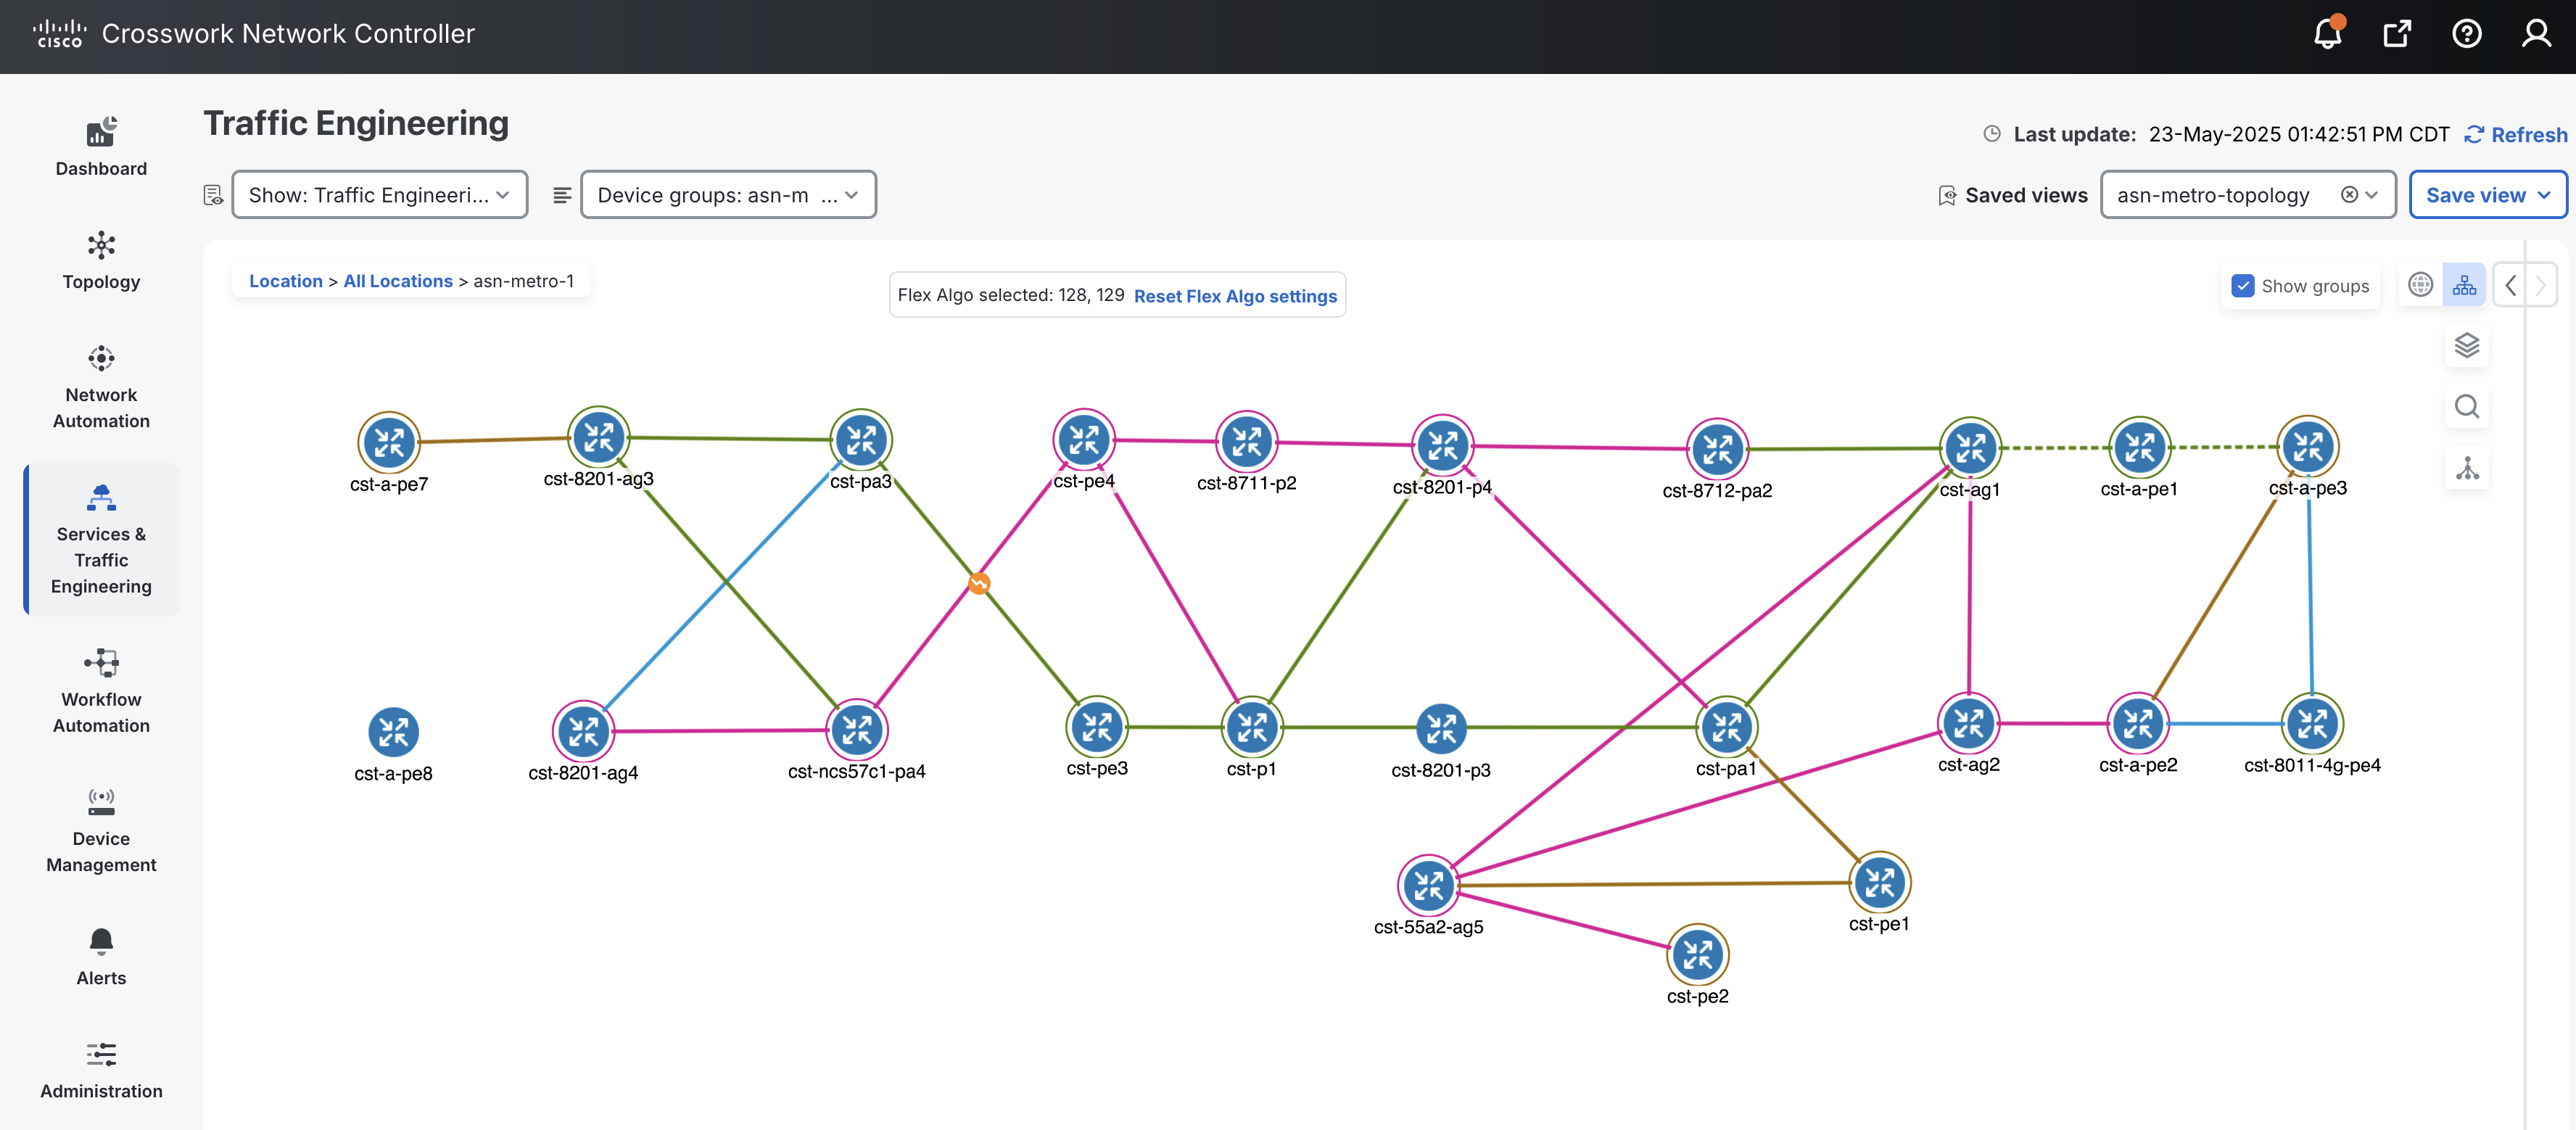 CISCO
Crosswork Network Controller
Dashboard
Topology
Network
Automation
Services &
Traffic
Engineering
Workflow
Automation
Device
Management
Alerts
Administration
Traffic Engineering
Last update: 23-May-2025 01:42:51 PM CDT Refresh
Show: Traffic Engineeri...
Device groups: asn-m ...
Saved views
asn-metro-topology
Save view
Location > All Locations > asn-metro-1
Flex Algo selected: 128, 129 Reset Flex Algo settings
Show groups
cst-a-pe7
cst-8201-ag3
cst-pa3
cst-pe4
cst-8711-p2
cst-8201-p4
cst-8712-pa2
cst-ag1
cst-a-pe1
cst-a-pe3
cst-a-pe8
cst-8201-ag4
cst-ncs57c1-pa4
cst-pe3
cst-p1
cst-8201-p3
cst-pa1
cst-ag2
cst-a-pe2
cst-8011-4g-pe4
cst-55a2-ag5
cst-pe1
cst-pe2